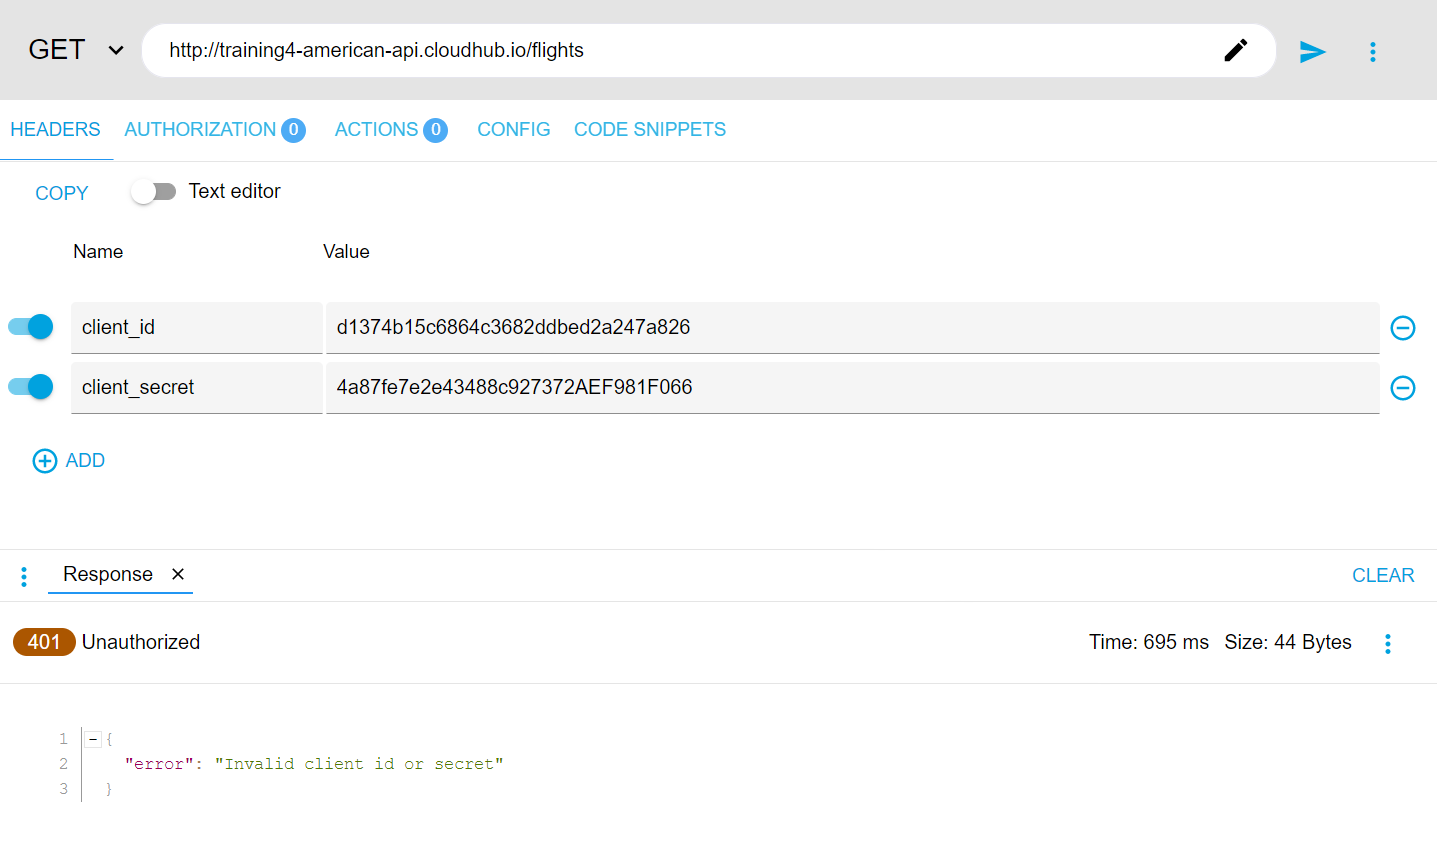 GET http://training4-american-api.cloudhub.io/flights
HEADERS AUTHORIZATION 0 ACTIONS 0 CONFIG CODE SNIPPETS
COPY Text editor
Name Value
client_id d1374b15c6864c3682ddbed2a247a826
client_secret 4a87fe7e2e43488c927372AEF981F066
ADD
Response CLEAR
401 Unauthorized Time: 695 ms Size: 44 Bytes
1 {
2 "error": "Invalid client id or secret"
3 }